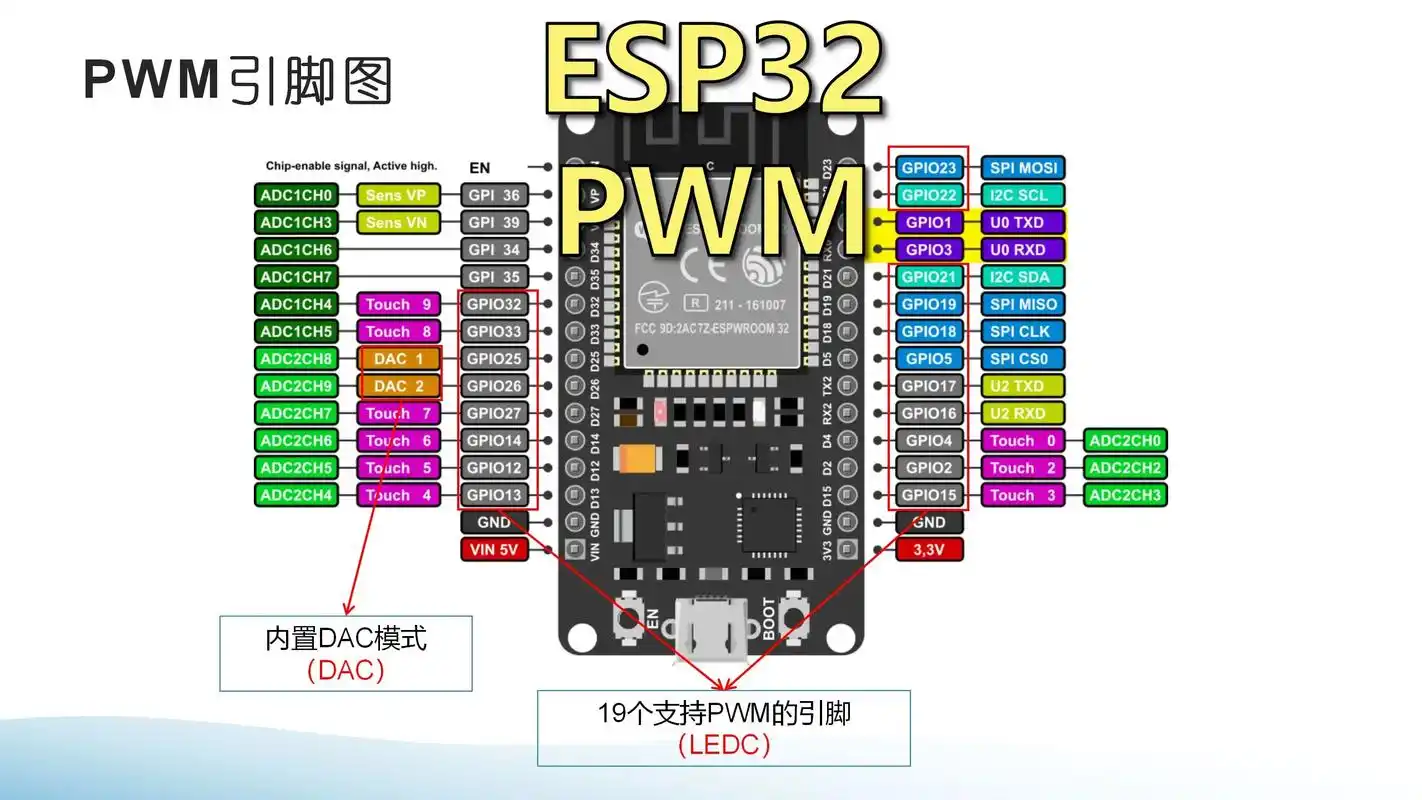 ESP32
PWM
PWM引脚图
Chip-enable signal, Active high. EN
ADC1CH0 Sens VP GPI 36
ADC1CH3 Sens VN GPI 39
ADC1CH6 GPI 34
ADC1CH7 GPI 35
ADC1CH4 Touch 9 GPIO32
ADC1CH5 Touch 8 GPIO33
ADC2CH8 DAC 1 GPIO25
ADC2CH9 DAC 2 GPIO26
ADC2CH7 Touch 7 GPIO27
ADC2CH6 Touch 6 GPIO14
ADC2CH5 Touch 5 GPIO12
ADC2CH4 Touch 4 GPIO13
GND
VIN 5V
VP
D34
D35
D32
D33
D25
D26
D27
D14
D12
D13
GND
VIN
C
CE
R 211 - 161007
FCC 9D:2AC7Z-ESPWROOM 32
EN
BOOT
D23
D21
D19
D18
D5
TX2
RX2
D4
D2
D15
GND
3V3
GPIO23 SPI MOSI
GPIO22 I2C SCL
GPIO1 U0 TXD
GPIO3 U0 RXD
GPIO21 I2C SDA
GPIO19 SPI MISO
GPIO18 SPI CLK
GPIO5 SPI CS0
GPIO17 U2 TXD
GPIO16 U2 RXD
GPIO4 Touch 0 ADC2CH0
GPIO2 Touch 2 ADC2CH2
GPIO15 Touch 3 ADC2CH3
GND
3,3V
内置DAC模式
(DAC)
19个支持PWM的引脚
(LEDC)